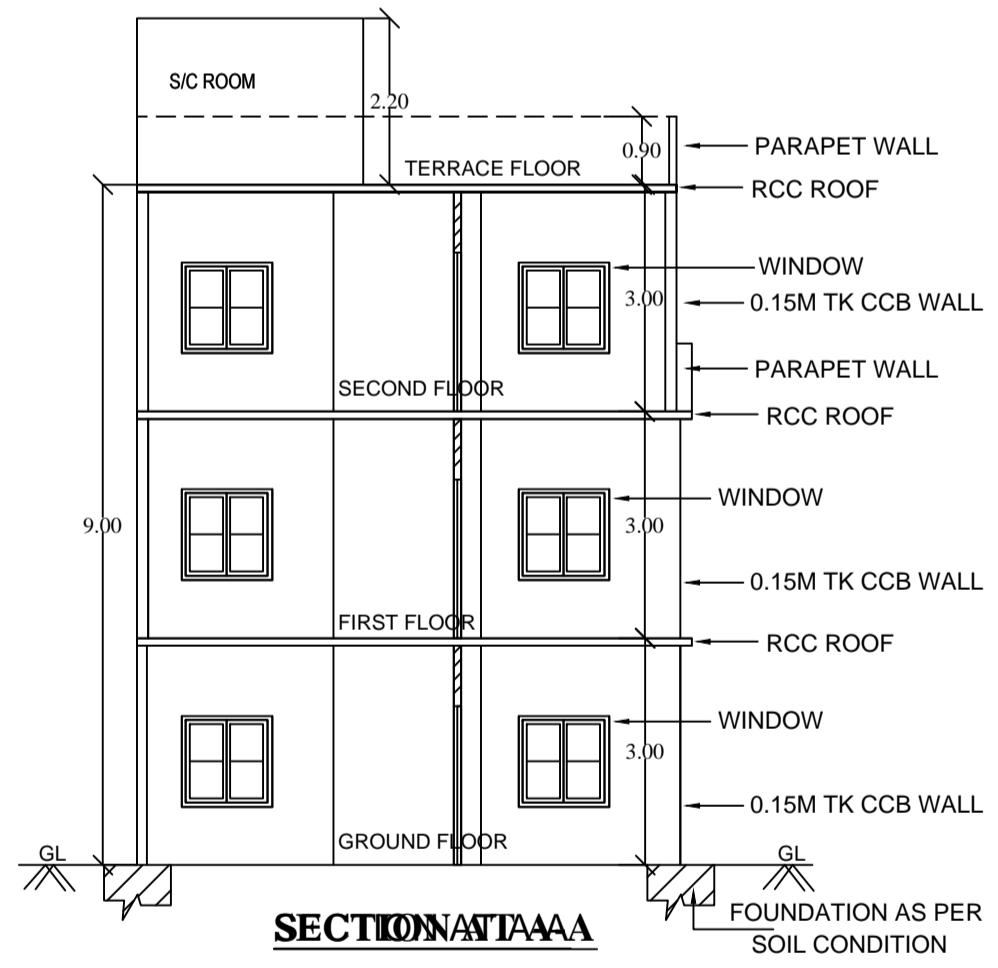 S/C ROOM
2.20
0.90
PARAPET WALL
TERRACE FLOOR
RCC ROOF
WINDOW
3.00
0.15M TK CCB WALL
PARAPET WALL
SECOND FLOOR
RCC ROOF
WINDOW
9.00
3.00
0.15M TK CCB WALL
FIRST FLOOR
RCC ROOF
WINDOW
3.00
0.15M TK CCB WALL
GROUND FLOOR
GL
GL
FOUNDATION AS PER
SOIL CONDITION
SECTION AT